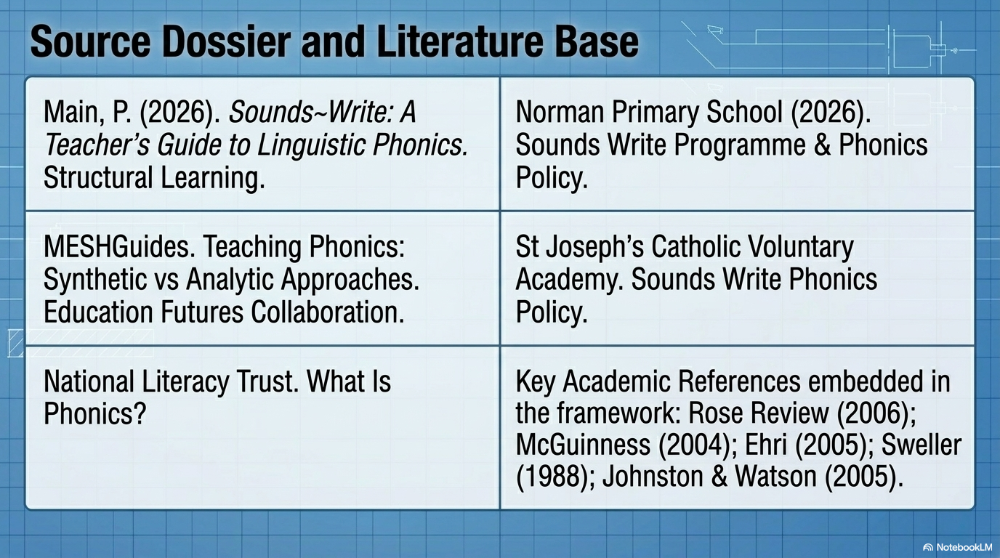 Source Dossier and Literature Base
Main, P. (2026). Sounds~Write: A
Teacher's Guide to Linguistic Phonics.
Structural Learning.
Norman Primary School (2026).
Sounds Write Programme & Phonics
Policy.
MESHGuides. Teaching Phonics:
Synthetic vs Analytic Approaches.
Education Futures Collaboration.
St Joseph's Catholic Voluntary
Academy. Sounds Write Phonics
Policy.
National Literacy Trust. What Is
Phonics?
Key Academic References embedded in
the framework: Rose Review (2006);
McGuinness (2004); Ehri (2005); Sweller
(1988); Johnston & Watson (2005).
NotebookLM